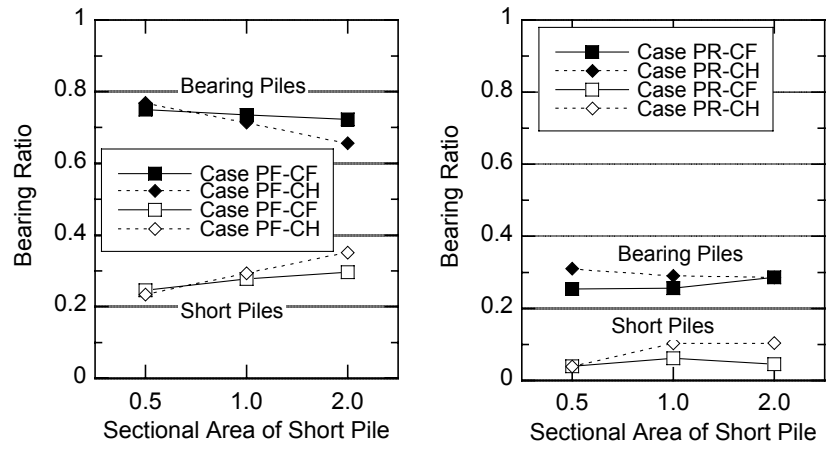 1
0.8
0.6
0.4
0.2
0
Bearing Ratio
Bearing Piles
Case PF-CF
Case PF-CH
Case PF-CF
Case PF-CH
Short Piles
0.5 1.0 2.0
Sectional Area of Short Pile
1
0.8
0.6
0.4
0.2
0
Bearing Ratio
Case PR-CF
Case PR-CH
Case PR-CF
Case PR-CH
Bearing Piles
Short Piles
0.5 1.0 2.0
Sectional Area of Short Pile